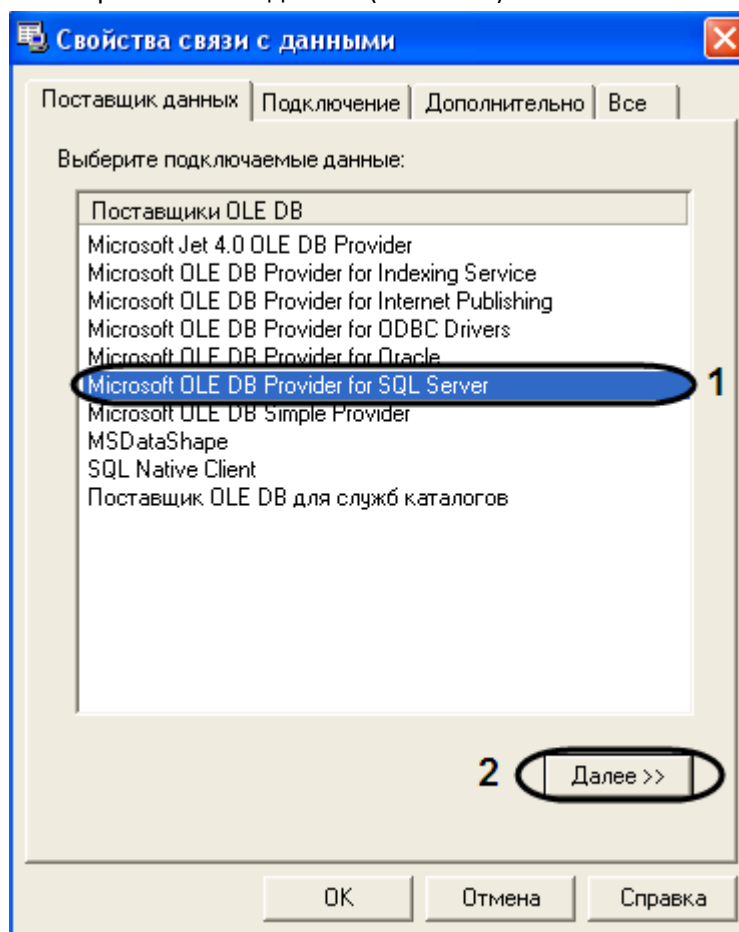 Свойства связи с данными
Поставщик данных Подключение Дополнительно Все
Выберите подключаемые данные:
Поставщики OLE DB
Microsoft Jet 4.0 OLE DB Provider
Microsoft OLE DB Provider for Indexing Service
Microsoft OLE DB Provider for Internet Publishing
Microsoft OLE DB Provider for ODBC Drivers
Microsoft OLE DB Provider for Oracle
Microsoft OLE DB Provider for SQL Server 1
Microsoft OLE DB Simple Provider
MSDataShape
SQL Native Client
Поставщик OLE DB для служб каталогов
2 Далее >>
OK Отмена Справка